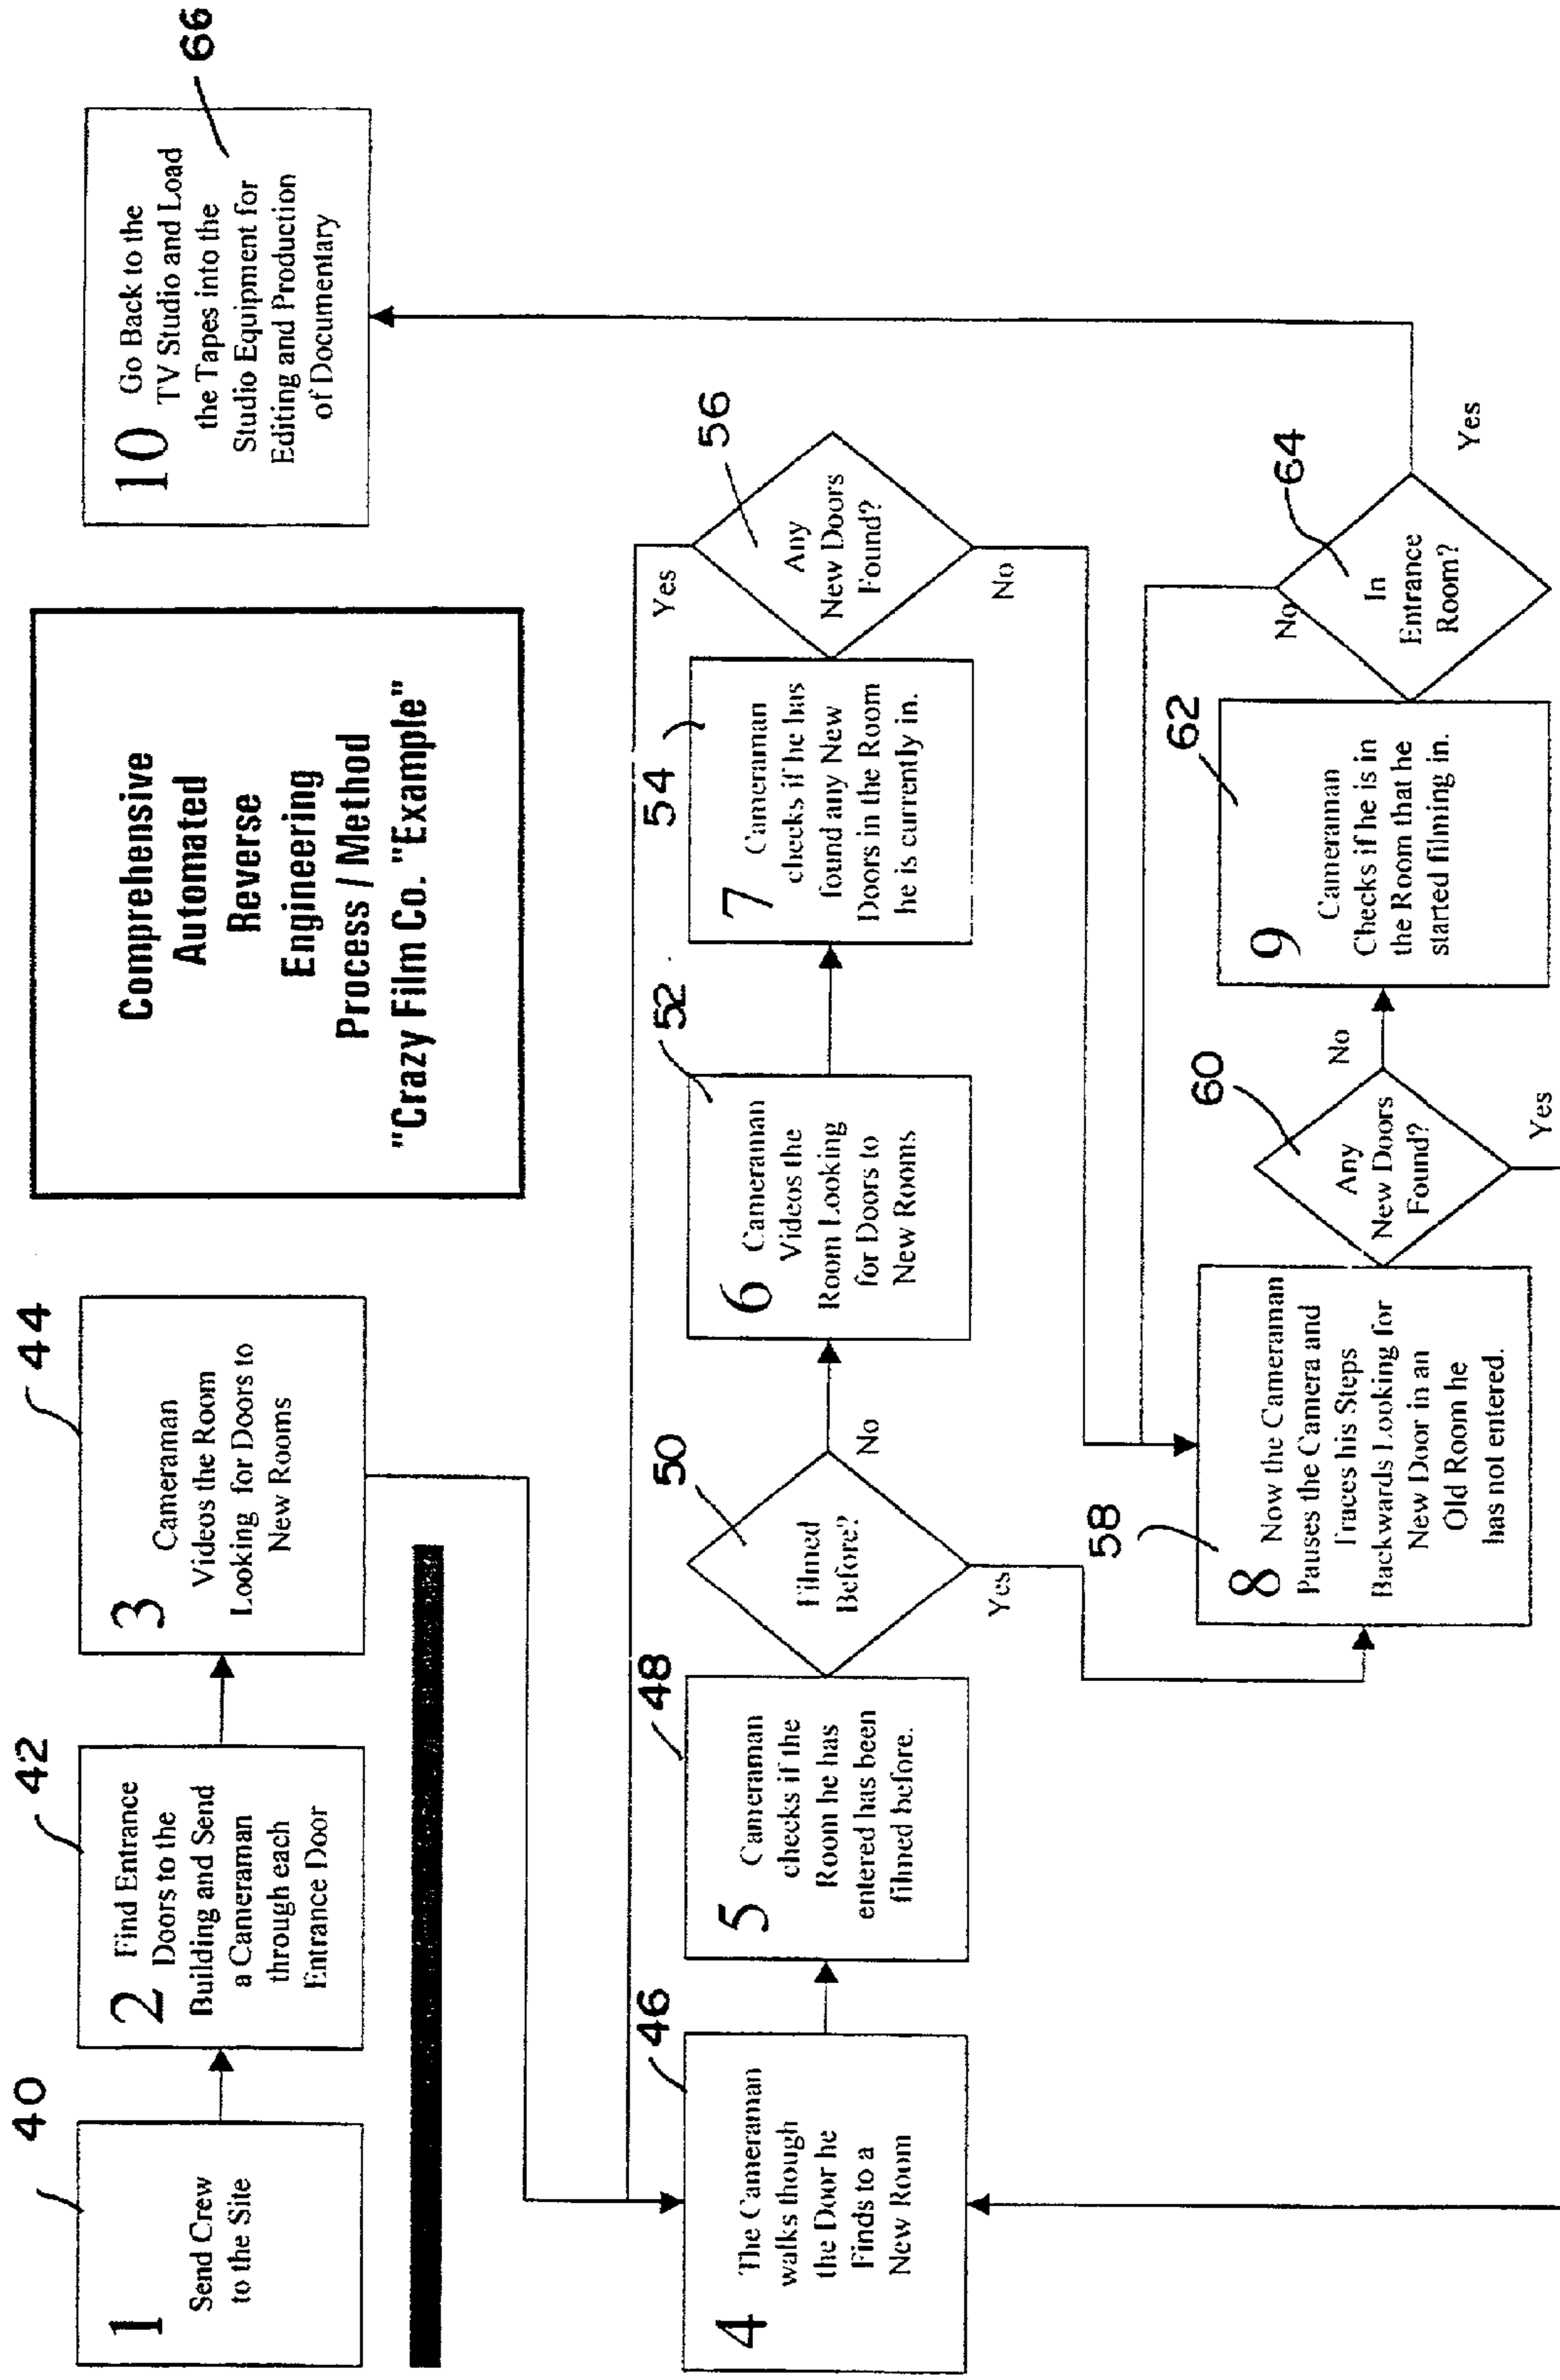 Comprehensive
Automated
Reverse
Engineering
Process / Method
"Crazy Film Co. "Example"
40
1
Send Crew
to the Site
42
2 Find Entrance
Doors to the
Building and Send
a Cameraman
through each
Entrance Door
44
3 Cameraman
Videos the Room
Looking for Doors to
New Rooms
10 Go Back to the
TV Studio and Load
the Tapes into the
Studio Equipment for
Editing and Production
of Documentary
66
46
4 The Cameraman
walks though
the Door he
Finds to a
New Room
48
5 Cameraman
checks if the
Room he has
entered has been
filmed before.
50
Filmed
Before?
No
Yes
52
6 Cameraman
Videos the
Room Looking
for Doors to
New Rooms
54
7 Cameraman
checks if he has
found any New
Doors in the Room
he is currently in.
56
Any
New Doors
Found?
Yes
No
58
8 Now the Cameraman
Pauses the Camera and
Traces his Steps
Backwards Looking for
New Door in an
Old Room he
has not entered.
60
Any
New Doors
Found?
No
Yes
62
9 Cameraman
Checks if he is in
the Room that he
started filming in.
64
In
Entrance
Room?
No
Yes